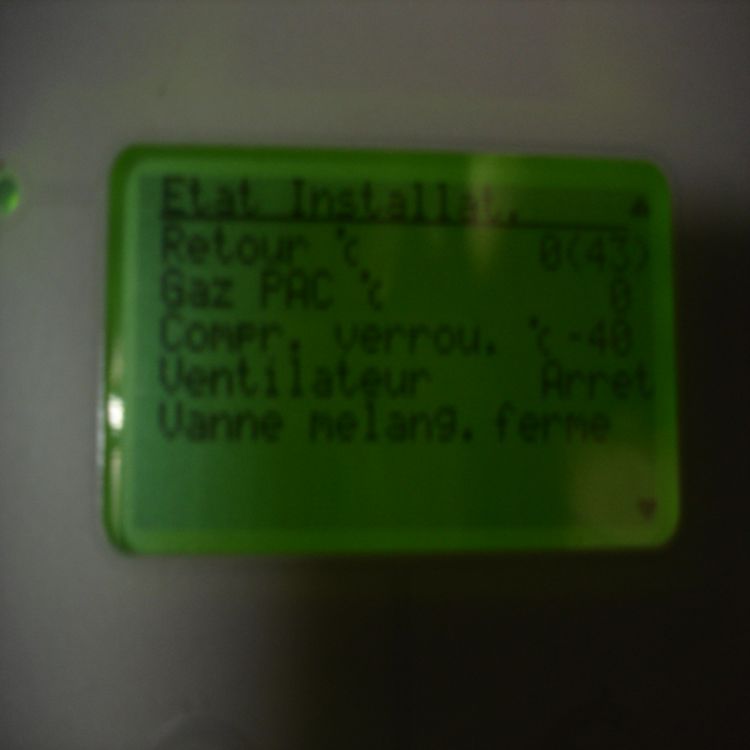 Etat Installat.
Retour °C 0(43)
Gaz PAC °C 0
Compr. verrou. °C -40
Ventilateur Arret
Vanne melang. ferme